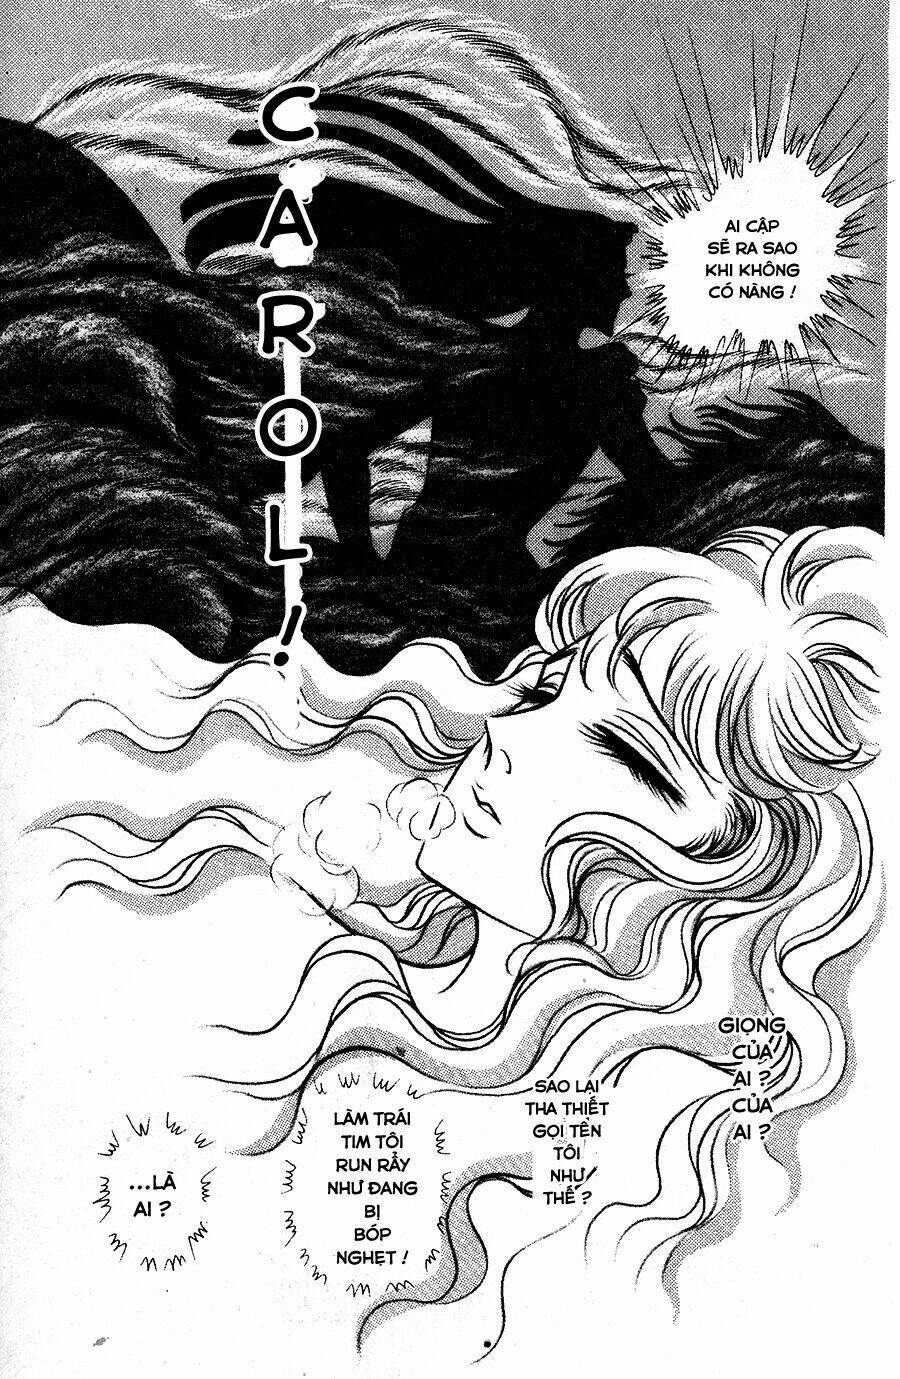 AI CẬP
SẼ RA SAO
KHI KHÔNG
CÓ NÀNG !
CAROL!
GIỌNG
CỦA
AI ?
CỦA
AI ?
SAO LẠI
THA THIẾT
GỌI TÊN
TÔI
NHƯ
THẾ ?
LÀM TRÁI
TIM TÔI
RUN RẨY
NHƯ ĐANG
BỊ
BÓP
NGHẸT !
...LÀ
AI ?